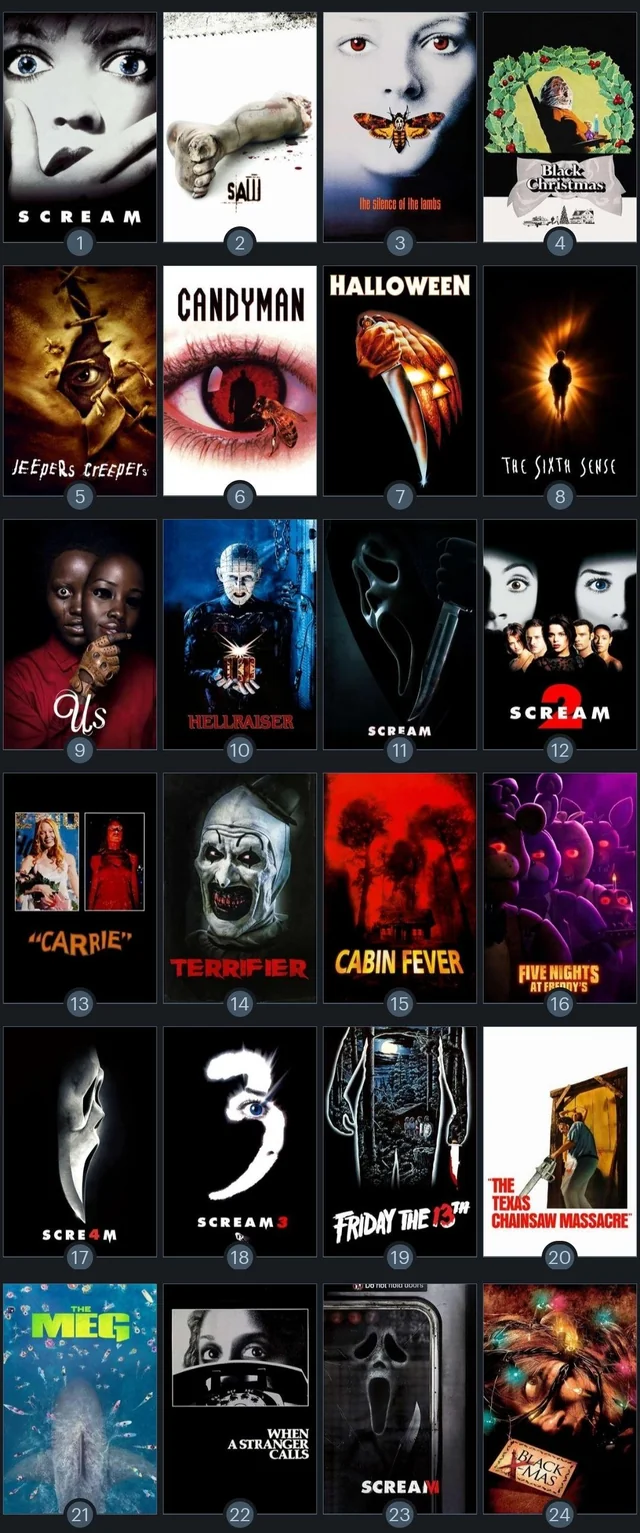 SCREAM
SAW
the silence of the lambs
Black
Christmas
1
2
3
4
JEEPERS CREEPERS
CANDYMAN
HALLOWEEN
THE SIXTH SENSE
5
6
7
8
Us
HELLRAISER
SCREAM
SCREAM 2
9
10
11
12
"CARRIE"
TERRIFIER
CABIN FEVER
FIVE NIGHTS
AT FREDDY'S
13
14
15
16
SCRE4M
SCREAM 3
FRIDAY THE 13TH
"THE
TEXAS
CHAINSAW MASSACRE"
17
18
19
20
THE
MEG
WHEN
A STRANGER
CALLS
Do not hold doors
SCREAM
BLACK
X-MAS
21
22
23
24